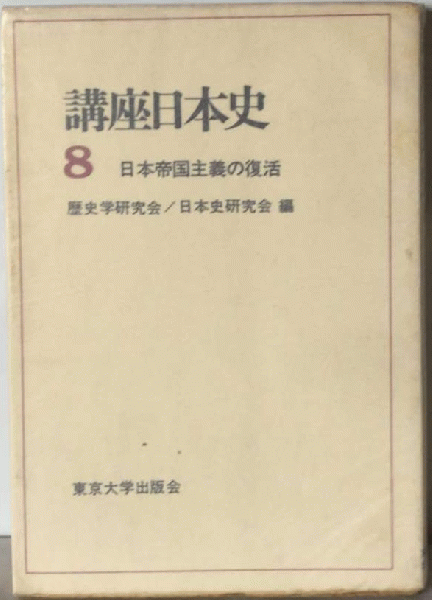 講座日本史
8 日本帝国主義の復活
歴史学研究会/日本史研究会 編
東京大学出版会